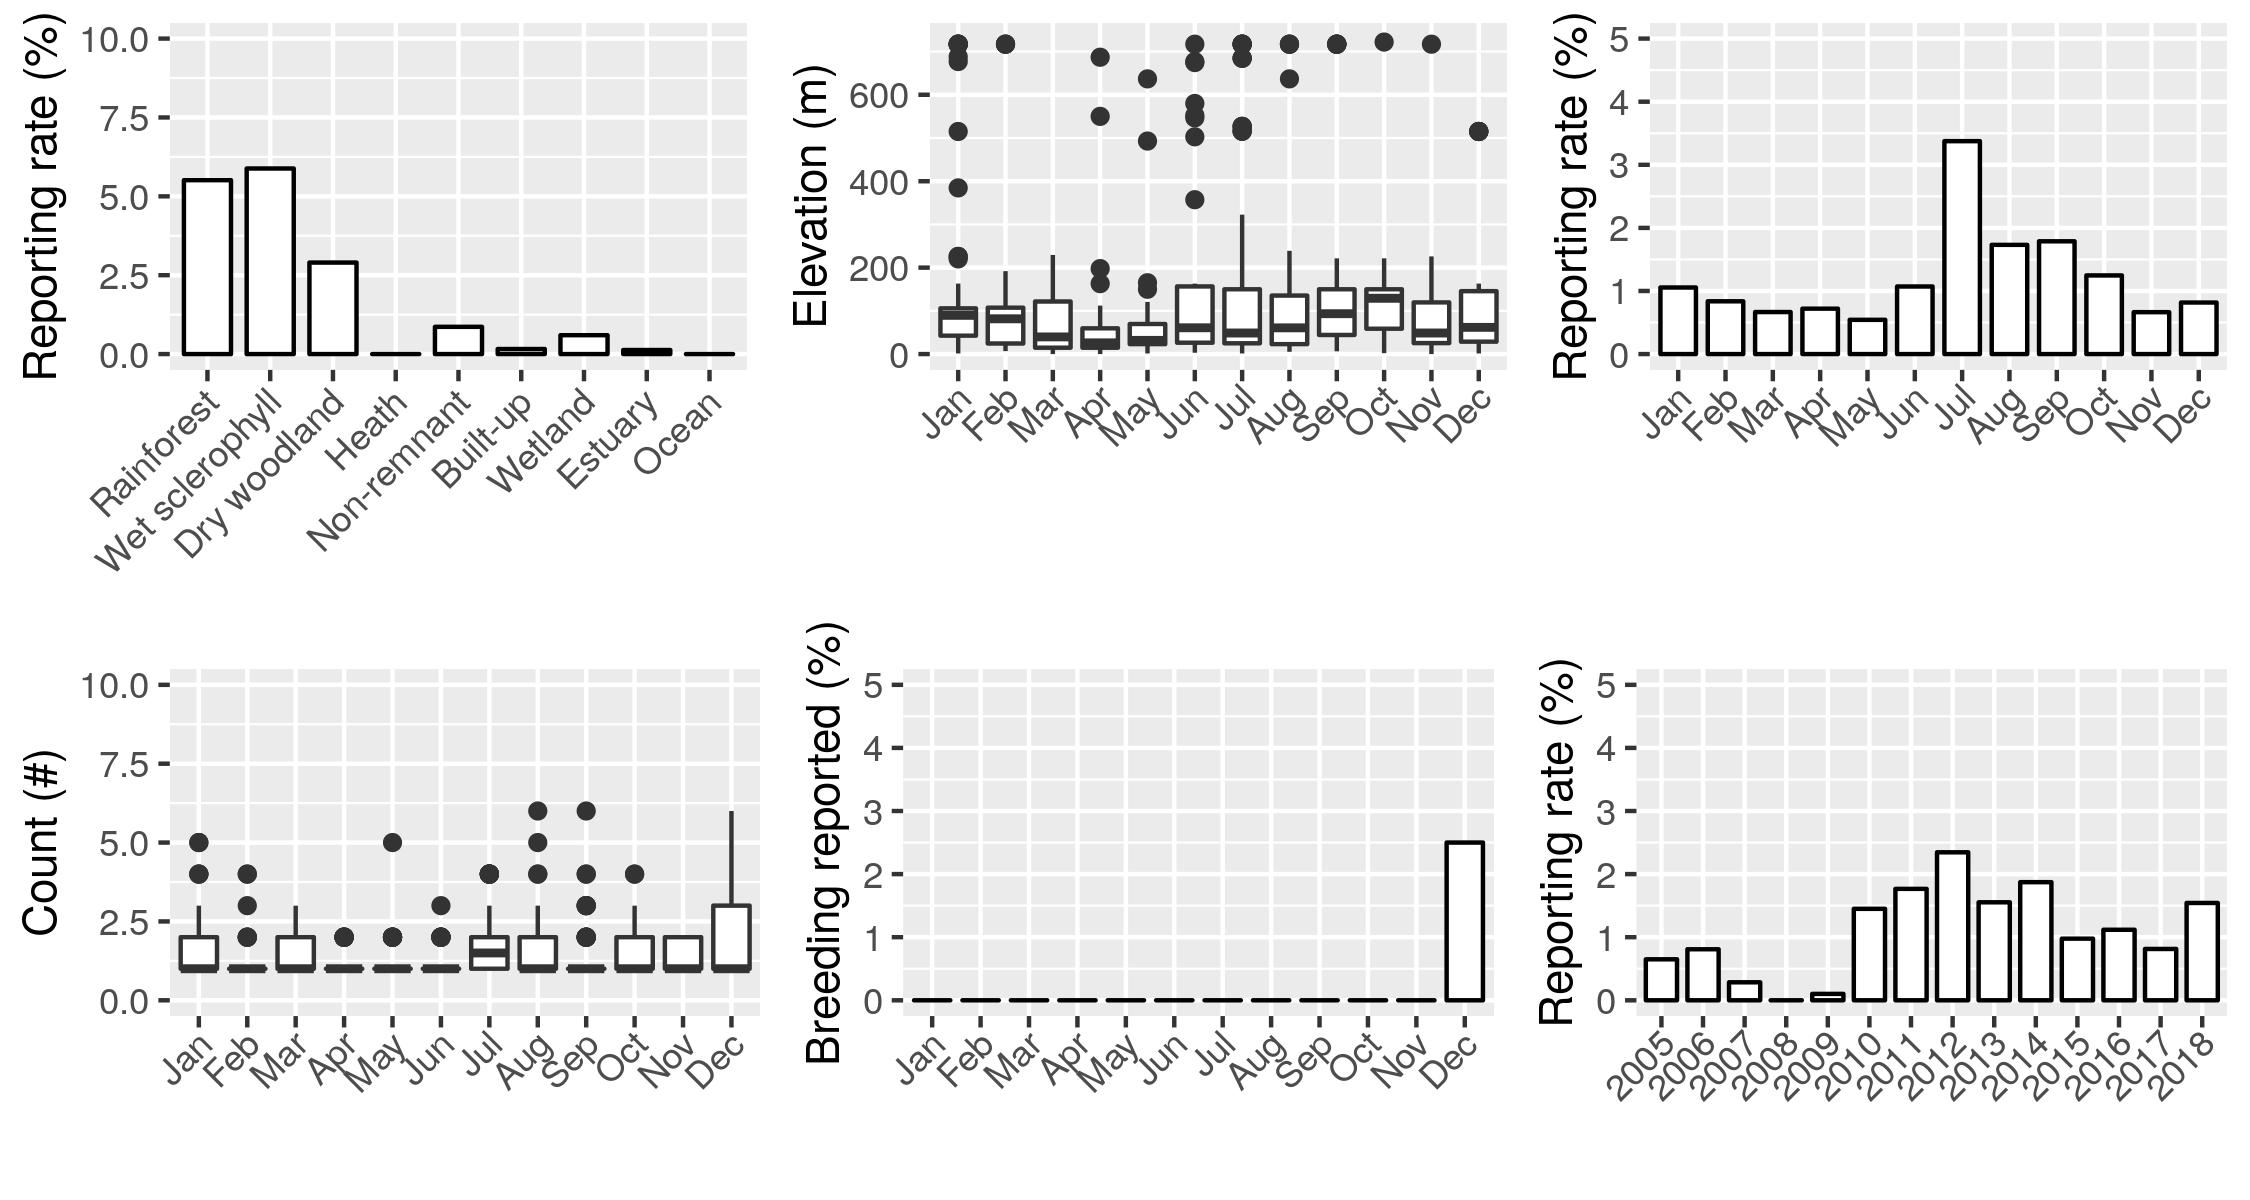 Reporting rate (%)
10.0
7.5
5.0
2.5
0.0
Rainforest
Wet sclerophyll
Dry woodland
Heath
Non-remnant
Built-up
Wetland
Estuary
Ocean
Elevation (m)
600
400
200
0
Jan
Feb
Mar
Apr
May
Jun
Jul
Aug
Sep
Oct
Nov
Dec
Reporting rate (%)
5
4
3
2
1
0
Jan
Feb
Mar
Apr
May
Jun
Jul
Aug
Sep
Oct
Nov
Dec
Count (#)
10.0
7.5
5.0
2.5
0.0
Jan
Feb
Mar
Apr
May
Jun
Jul
Aug
Sep
Oct
Nov
Dec
Breeding reported (%)
5
4
3
2
1
0
Jan
Feb
Mar
Apr
May
Jun
Jul
Aug
Sep
Oct
Nov
Dec
Reporting rate (%)
5
4
3
2
1
0
2005
2006
2007
2008
2009
2010
2011
2012
2013
2014
2015
2016
2017
2018